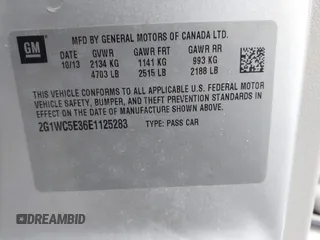 GM
MFD BY GENERAL MOTORS OF CANADA LTD.
DATE GVWR GAWR FRT GAWR RR
10/13 2134 KG 1141 KG 993 KG
4703 LB 2515 LB 2188 LB
THIS VEHICLE CONFORMS TO ALL APPLICABLE U.S. FEDERAL MOTOR
VEHICLE SAFETY, BUMPER, AND THEFT PREVENTION STANDARDS
IN EFFECT ON THE DATE OF MANUFACTURE SHOWN ABOVE.
2G1WC5E36E1125283 TYPE: PASS CAR
DREAMBID